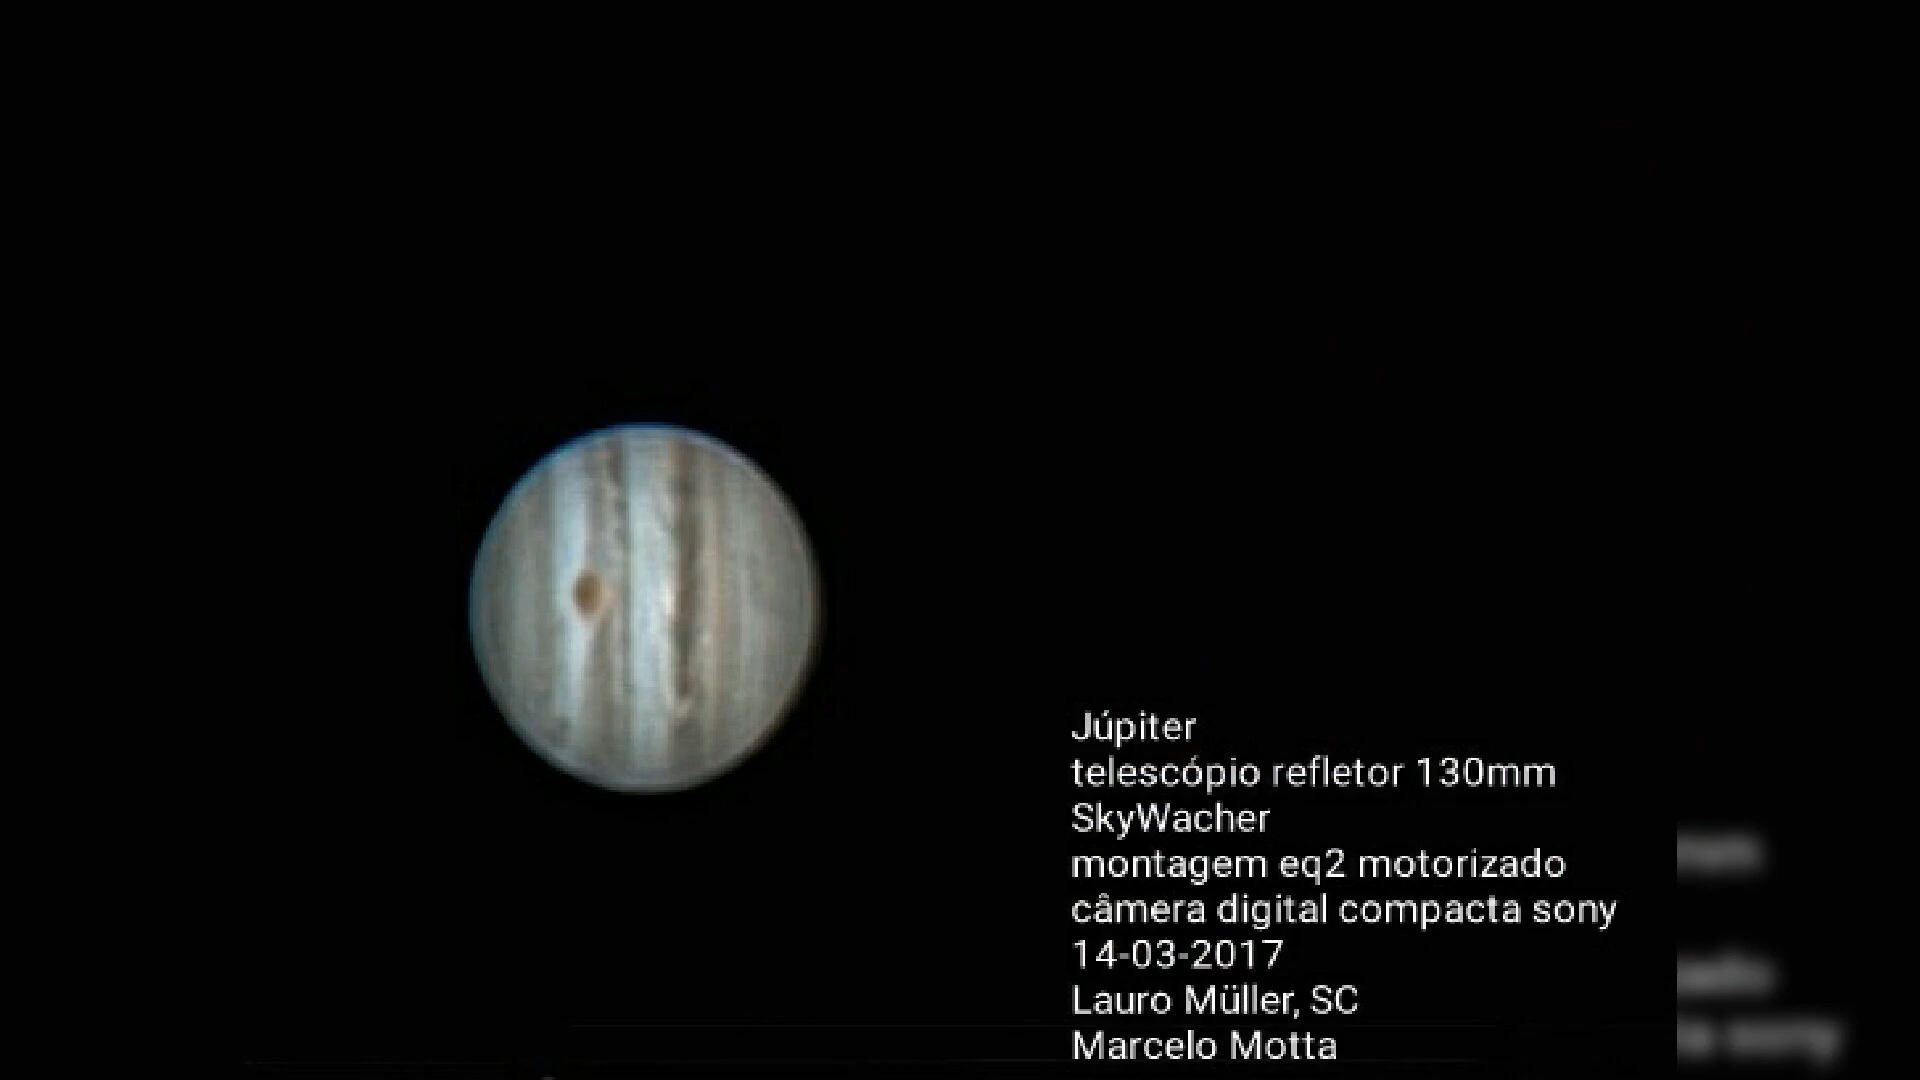 Júpiter
telescópio refletor 130mm
SkyWacher
montagem eq2 motorizado
câmera digital compacta sony
14-03-2017
Lauro Müller, SC
Marcelo Motta